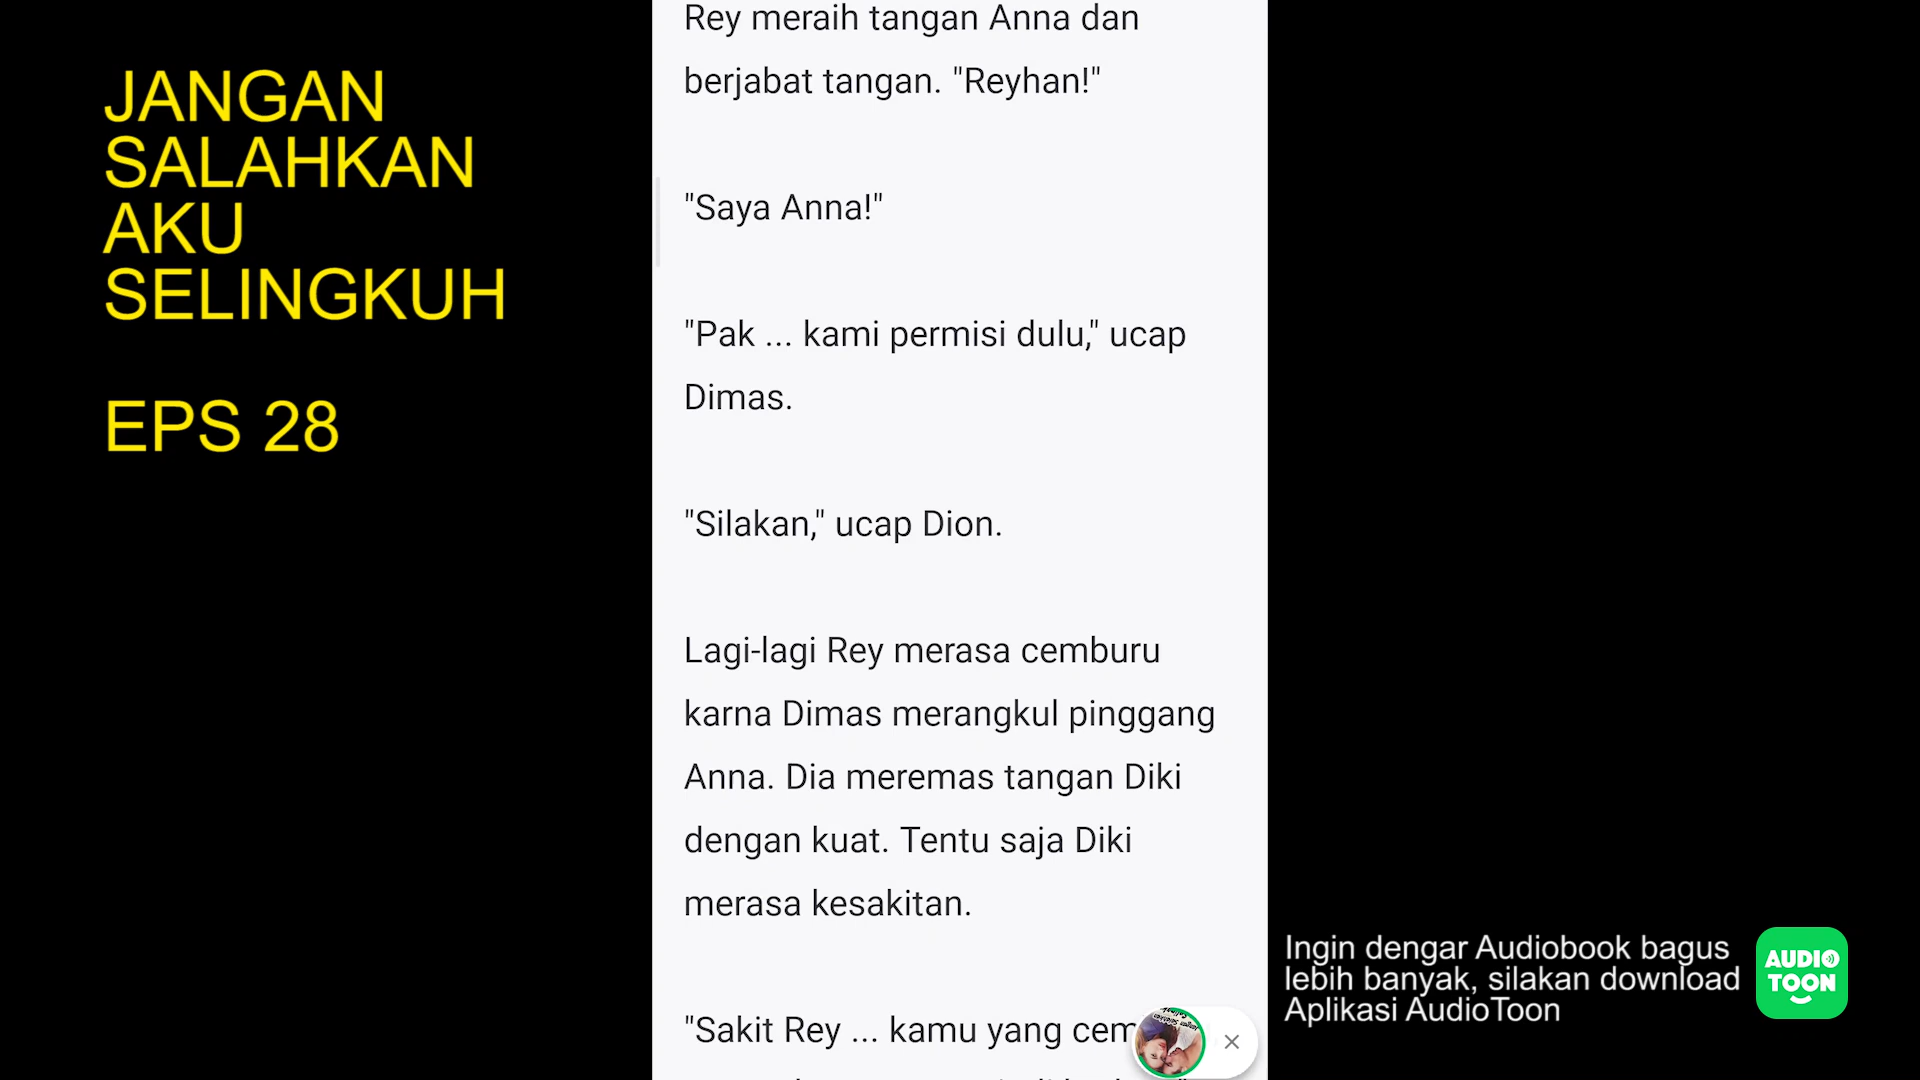 JANGAN
SALAHKAN
AKU
SELINGKUH
EPS 28
Rey meraih tangan Anna dan
berjabat tangan. "Reyhan!"
"Saya Anna!"
"Pak ... kami permisi dulu," ucap
Dimas.
"Silakan," ucap Dion.
Lagi-lagi Rey merasa cemburu
karna Dimas merangkul pinggang
Anna. Dia meremas tangan Diki
dengan kuat. Tentu saja Diki
merasa kesakitan.
"Sakit Rey ... kamu yang
Ingin dengar Audiobook bagus
lebih banyak, silakan download
Aplikasi AudioToon
AUDIO
TOON